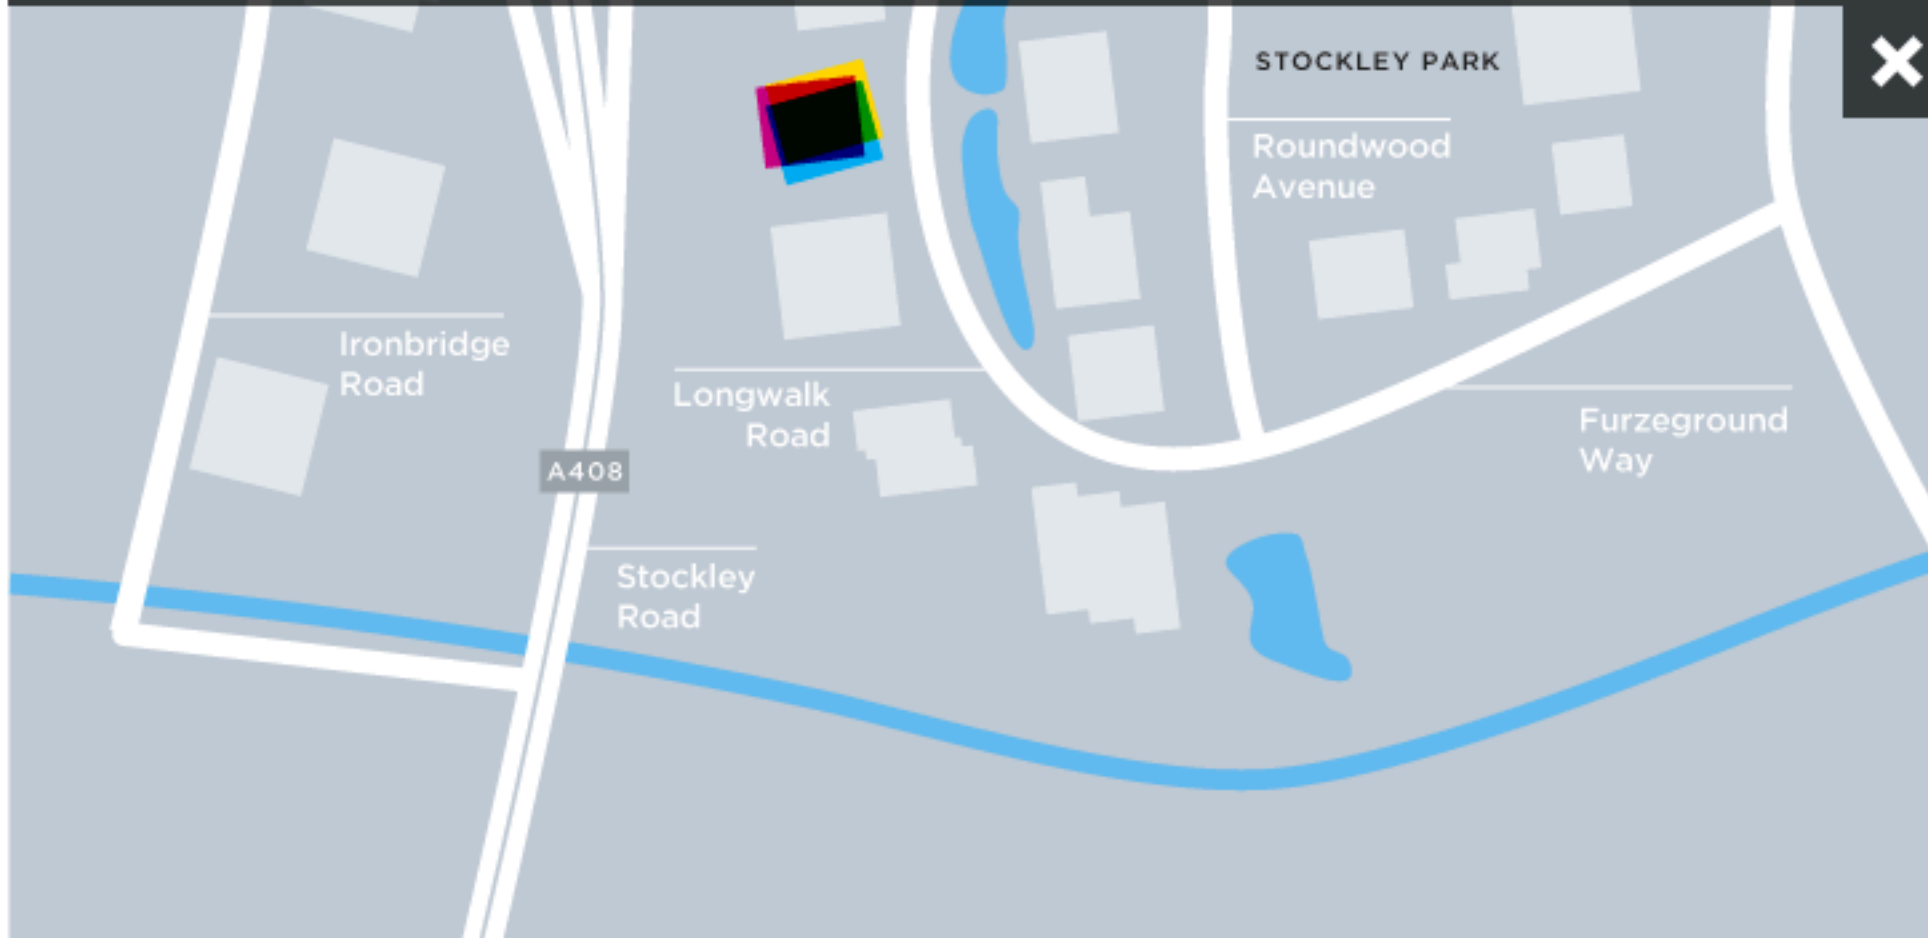 STOCKLEY PARK
Roundwood
Avenue
Ironbridge
Road
Longwalk
Road
Furzeground
Way
A408
Stockley
Road